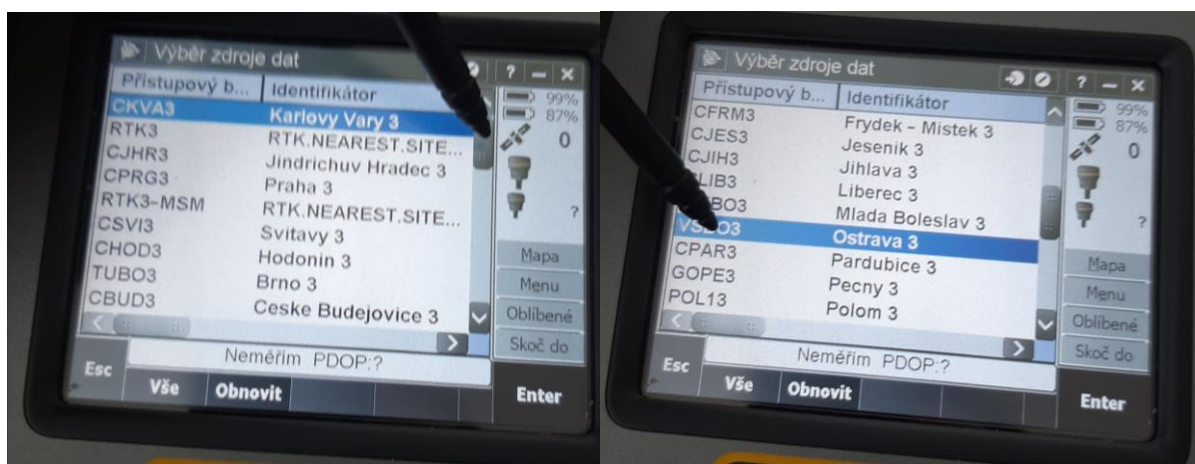 Výběr zdroje dat
? – ×
Přístupový b... Identifikátor
99%
87%
CKVA3 Karlovy Vary 3
RTK3 RTK.NEAREST.SITE...
0
CJHR3 Jindrichuv Hradec 3
CPRG3 Praha 3
RTK3-MSM RTK.NEAREST.SITE...
?
CSVI3 Svitavy 3
CHOD3 Hodonin 3
TUBO3 Brno 3
CBUD3 Ceske Budejovice 3
Mapa
Menu
Oblíbené
Skoč do
Neměřím PDOP:?
Esc
Vše Obnovit
Enter
Výběr zdroje dat
? – ×
Přístupový b... Identifikátor
99%
87%
CFRM3 Frydek - Mistek 3
0
CJES3 Jesenik 3
CJIH3 Jihlava 3
LIB3 Liberec 3
BO3 Mlada Boleslav 3
?
Ostrava 3
CPAR3 Pardubice 3
GOPE3 Pecny 3
POL13 Polom 3
Mapa
Menu
Oblíbené
Skoč do
Neměřím PDOP:?
Esc
Vše Obnovit
Enter